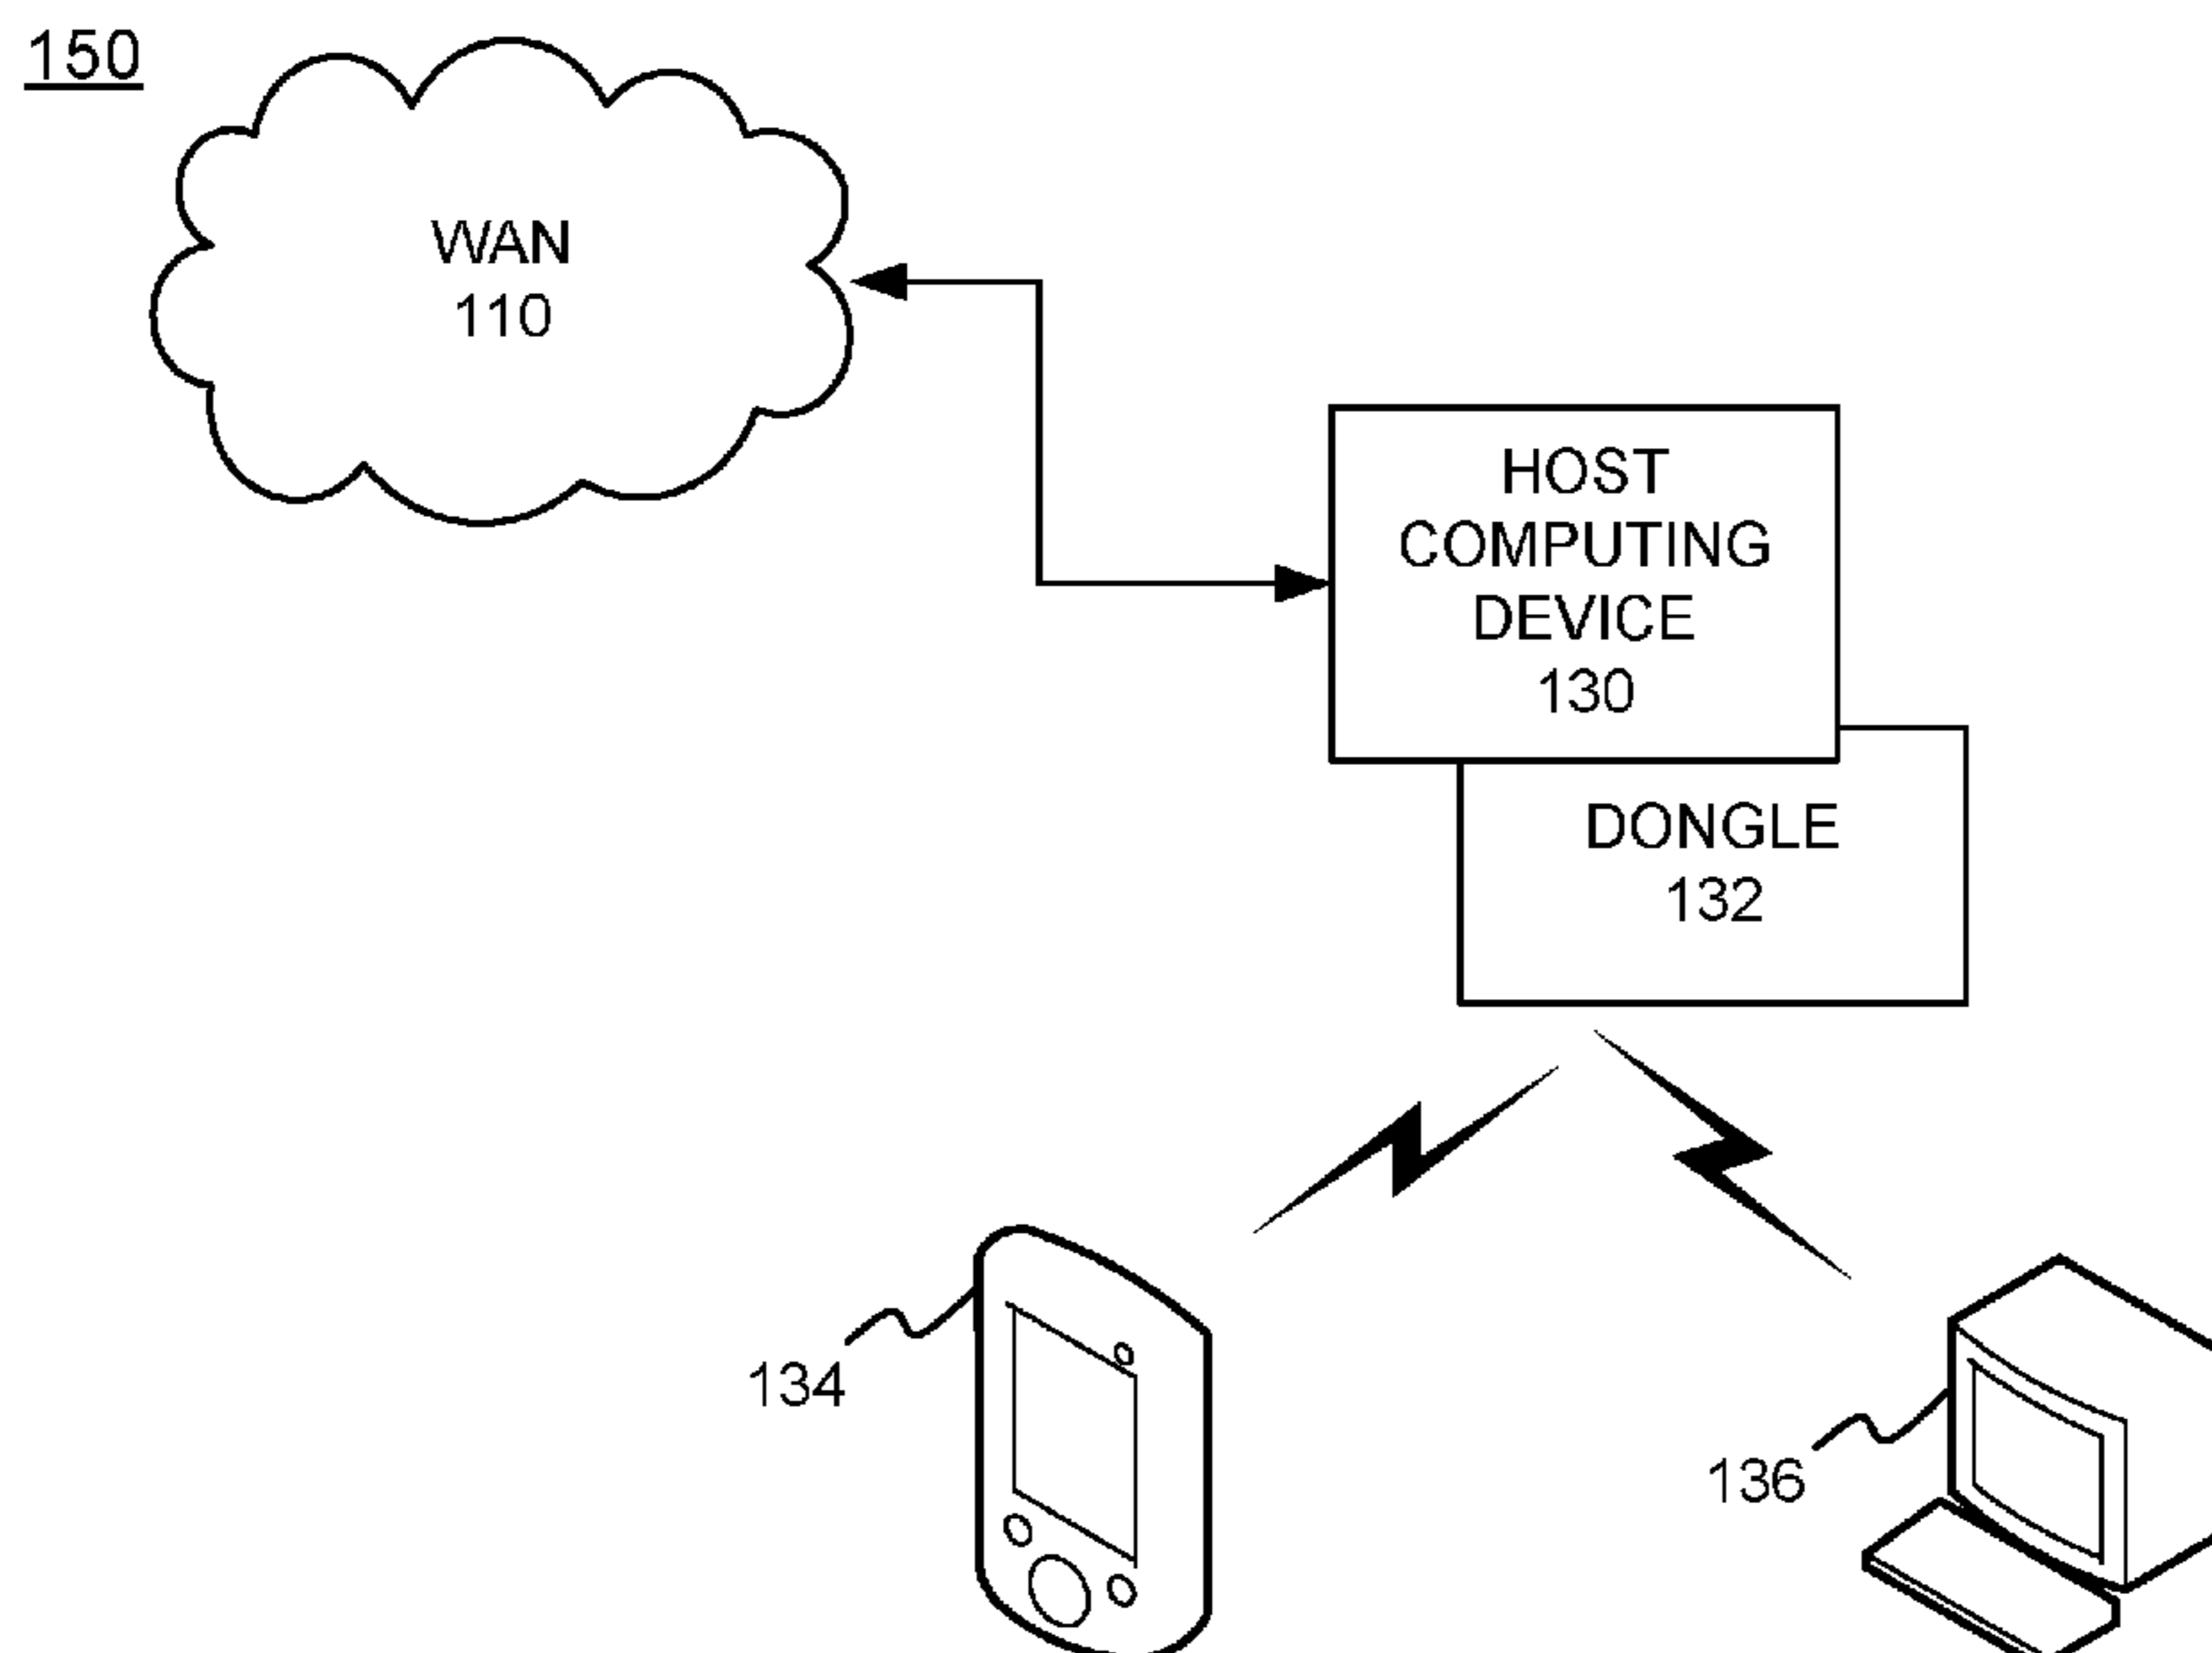 150
WAN
110
HOST
COMPUTING
DEVICE
130
DONGLE
132
134
136